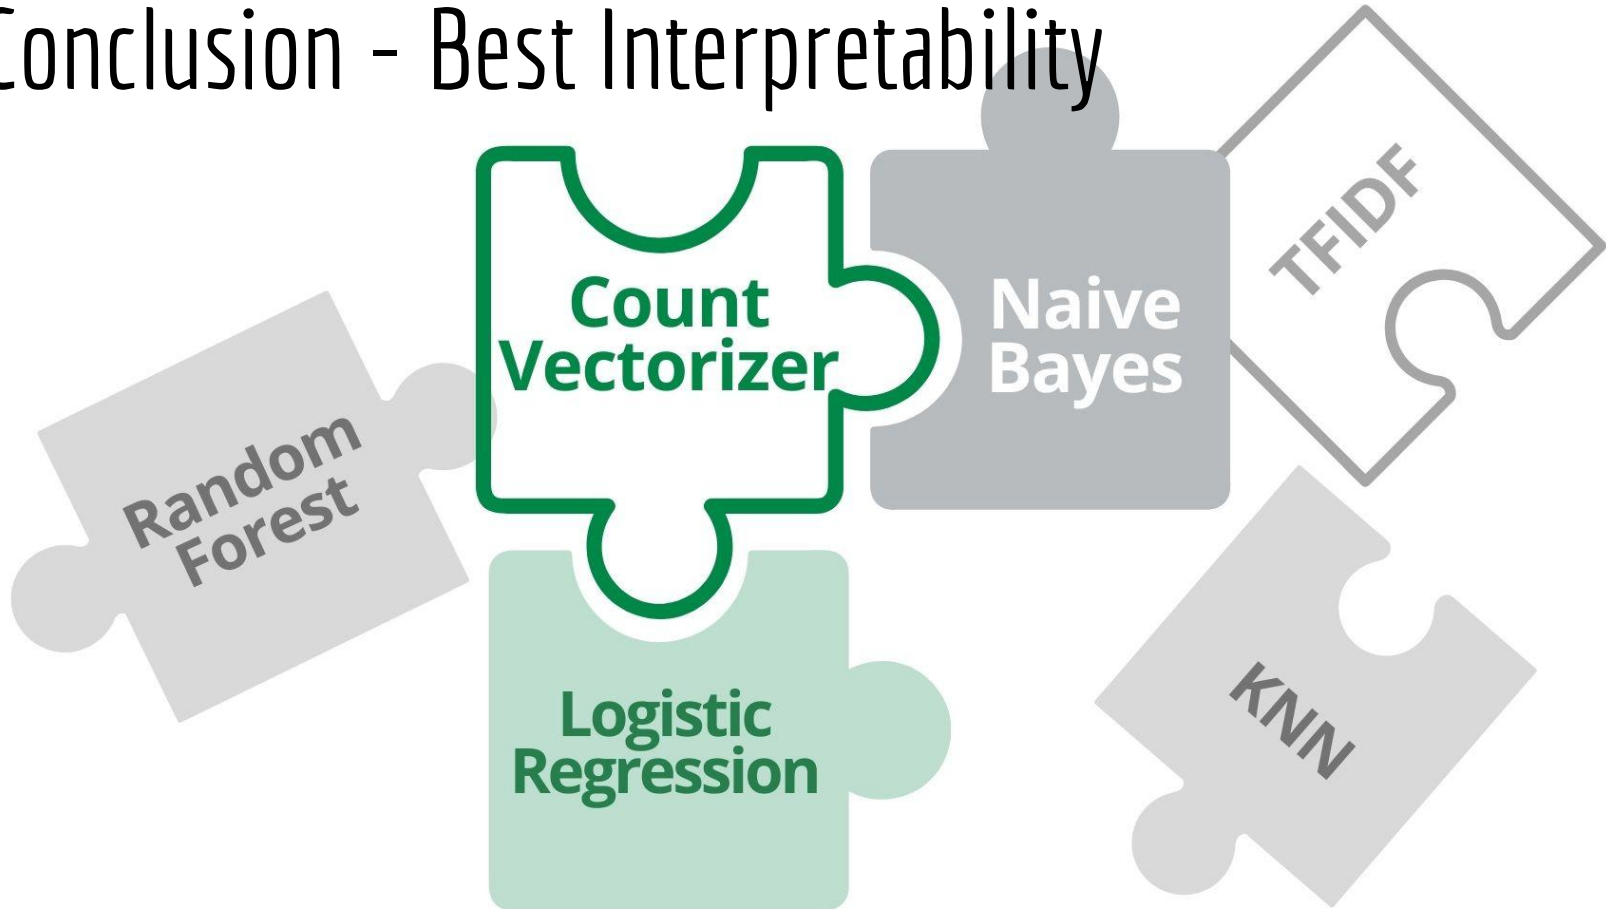 Conclusion - Best Interpretability
Count
Vectorizer
Naive
Bayes
TFIDF
Random
Forest
Logistic
Regression
KNN